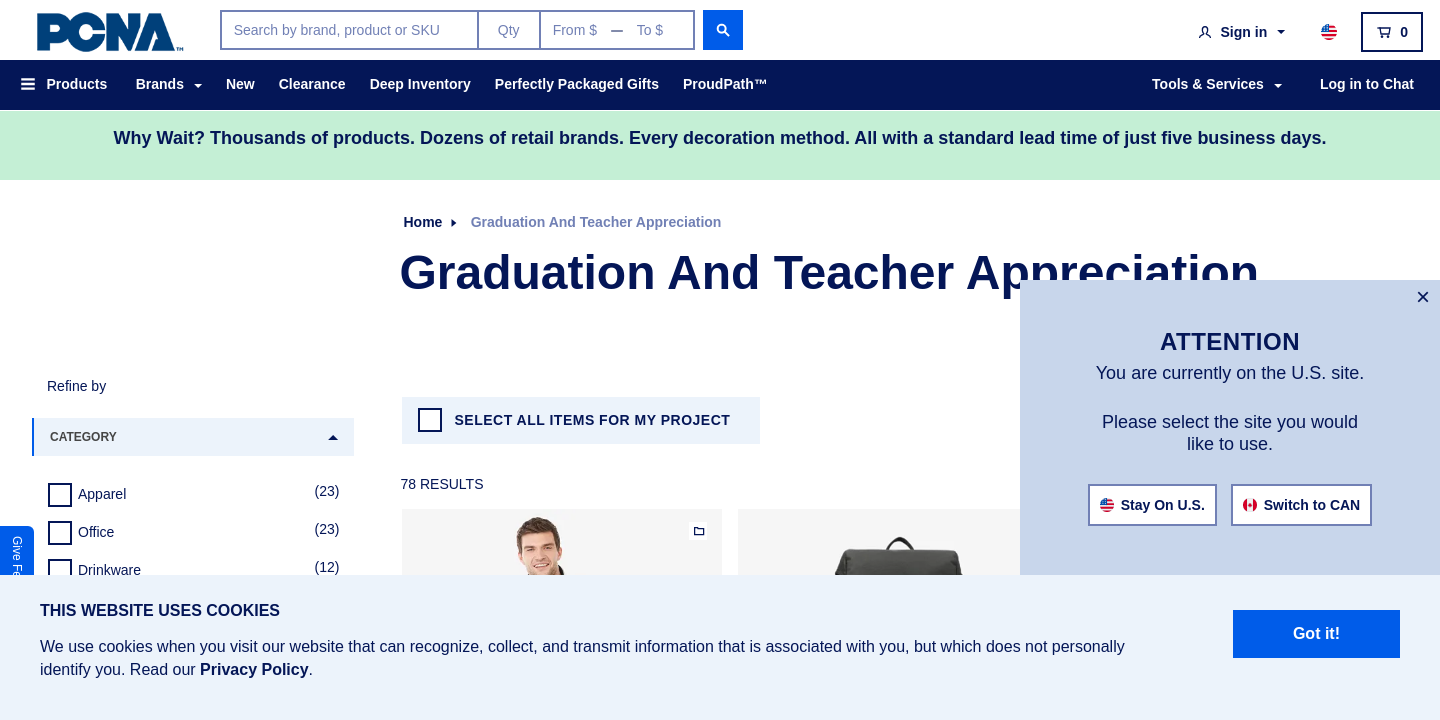 PCNA™
Search by brand, product or SKU
Qty
From $ — To $
Sign in
0
Products
Brands
New
Clearance
Deep Inventory
Perfectly Packaged Gifts
ProudPath™
Tools & Services
Log in to Chat
Why Wait? Thousands of products. Dozens of retail brands. Every decoration method. All with a standard lead time of just five business days.
Home
Graduation And Teacher Appreciation
Graduation And Teacher Appreciation
×
ATTENTION
You are currently on the U.S. site.
Please select the site you would
like to use.
Stay On U.S.
Switch to CAN
Refine by
CATEGORY
Apparel (23)
Office (23)
Drinkware (12)
SELECT ALL ITEMS FOR MY PROJECT
78 RESULTS
Give Fe
THIS WEBSITE USES COOKIES
We use cookies when you visit our website that can recognize, collect, and transmit information that is associated with you, but which does not personally
identify you. Read our Privacy Policy.
Got it!